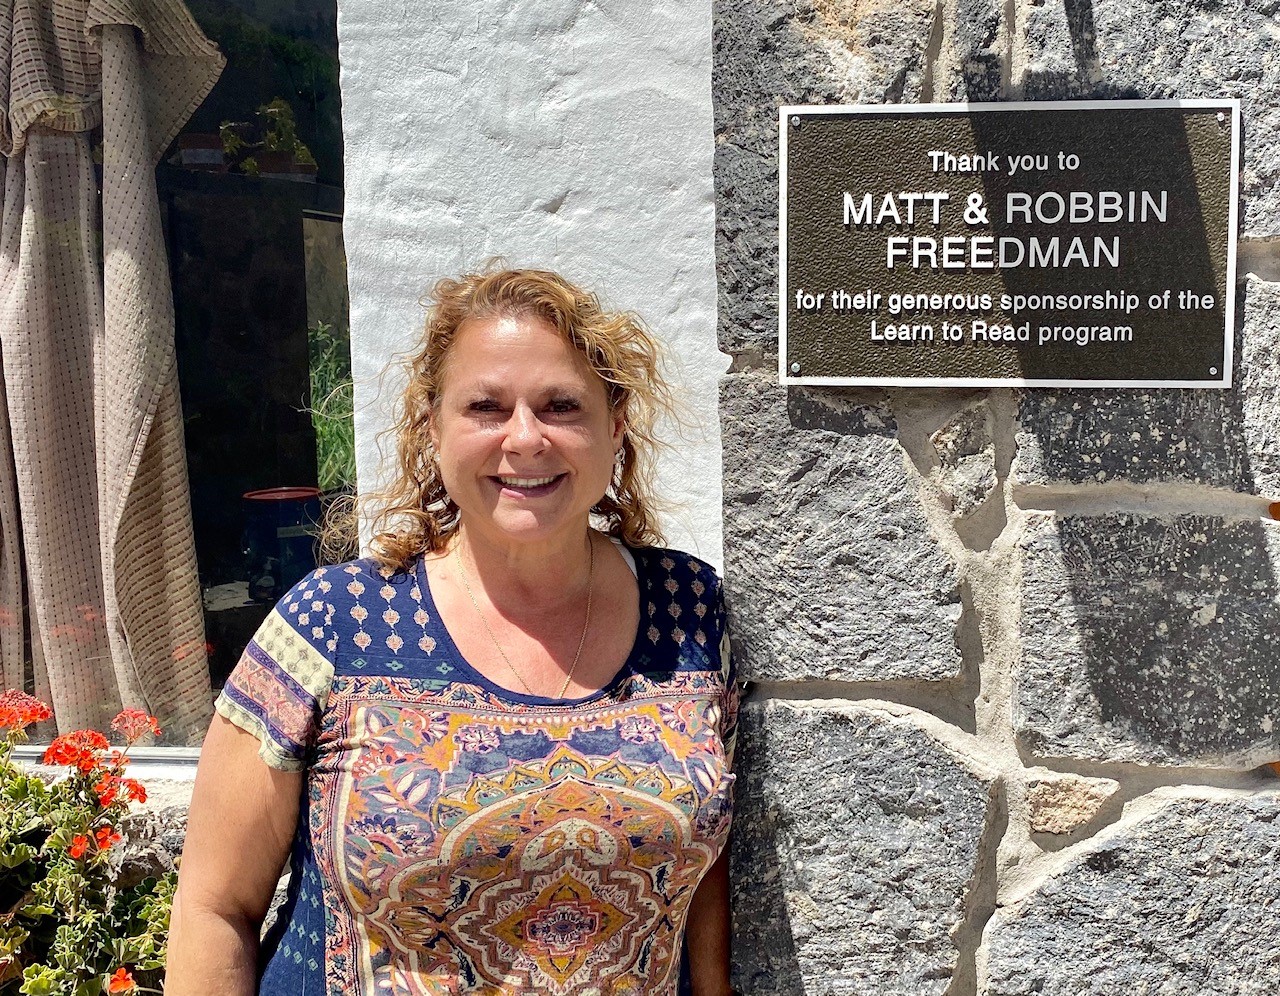 Thank you to
MATT & ROBBIN
FREEDMAN
for their generous sponsorship of the
Learn to Read program